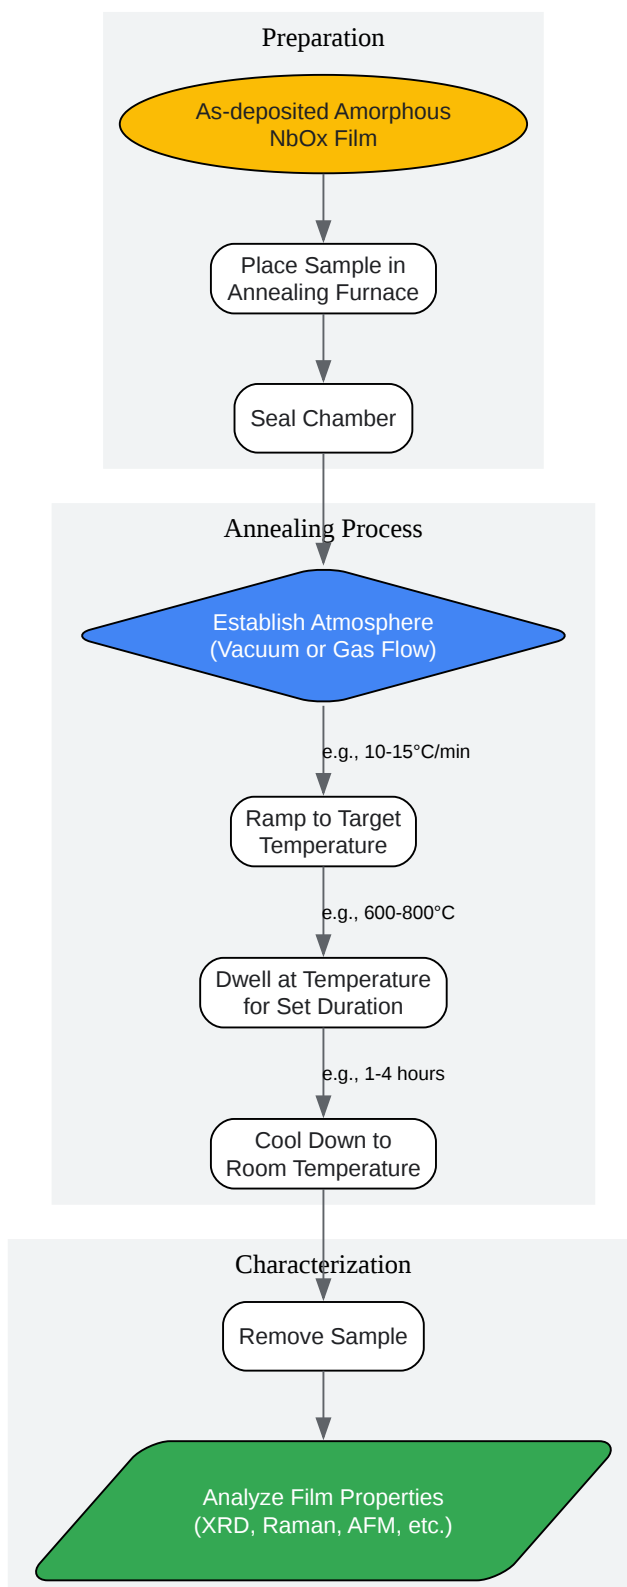 Preparation
As-deposited Amorphous
NbOx Film
Place Sample in
Annealing Furnace
Seal Chamber
Annealing Process
Establish Atmosphere
(Vacuum or Gas Flow)
e.g., 10-15°C/min
Ramp to Target
Temperature
e.g., 600-800°C
Dwell at Temperature
for Set Duration
e.g., 1-4 hours
Cool Down to
Room Temperature
Characterization
Remove Sample
Analyze Film Properties
(XRD, Raman, AFM, etc.)